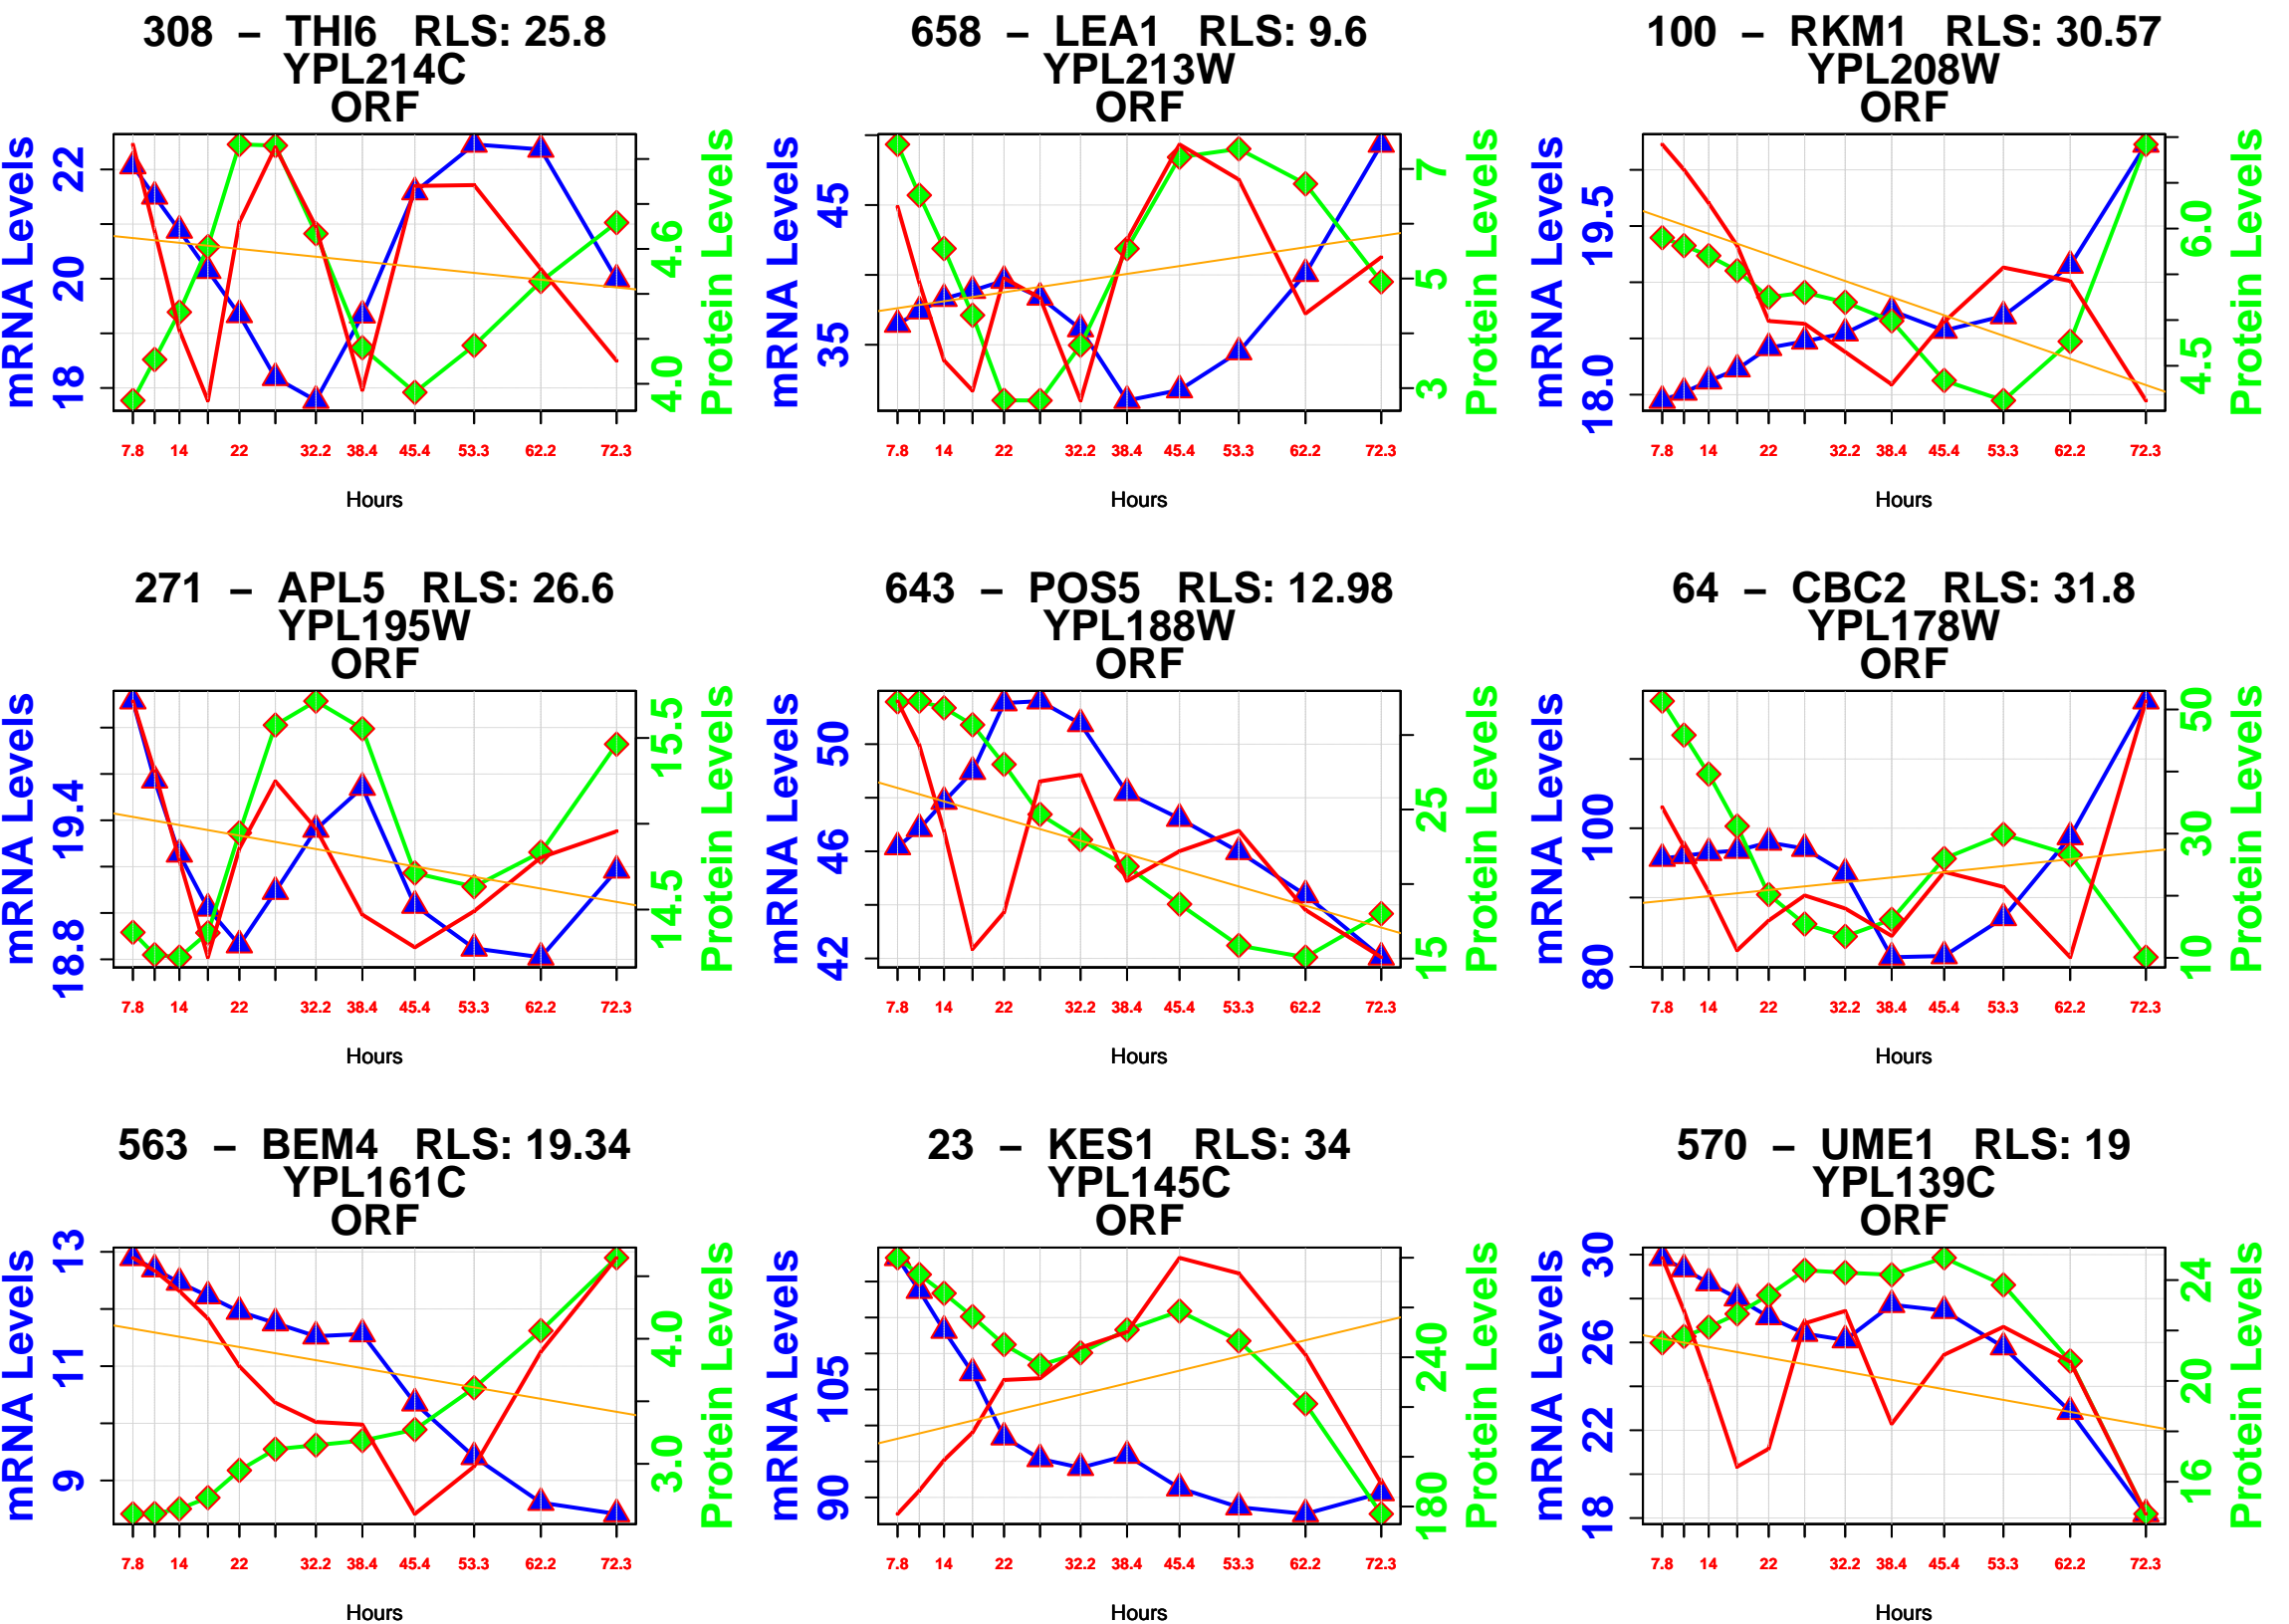 308 – THI6 RLS: 25.8
YPL214C
ORF
mRNA Levels
18 20 22
4.0 4.6
Protein Levels
7.8 14 22 32.2 38.4 45.4 53.3 62.2 72.3
Hours
658 – LEA1 RLS: 9.6
YPL213W
ORF
mRNA Levels
35 45
3 5 7
Protein Levels
7.8 14 22 32.2 38.4 45.4 53.3 62.2 72.3
Hours
100 – RKM1 RLS: 30.57
YPL208W
ORF
mRNA Levels
18.0 19.5
4.5 6.0
Protein Levels
7.8 14 22 32.2 38.4 45.4 53.3 62.2 72.3
Hours
271 – APL5 RLS: 26.6
YPL195W
ORF
mRNA Levels
18.8 19.4
14.5 15.5
Protein Levels
7.8 14 22 32.2 38.4 45.4 53.3 62.2 72.3
Hours
643 – POS5 RLS: 12.98
YPL188W
ORF
mRNA Levels
42 46 50
15 25
Protein Levels
7.8 14 22 32.2 38.4 45.4 53.3 62.2 72.3
Hours
64 – CBC2 RLS: 31.8
YPL178W
ORF
mRNA Levels
80 100
10 30 50
Protein Levels
7.8 14 22 32.2 38.4 45.4 53.3 62.2 72.3
Hours
563 – BEM4 RLS: 19.34
YPL161C
ORF
mRNA Levels
9 11 13
3.0 4.0
Protein Levels
7.8 14 22 32.2 38.4 45.4 53.3 62.2 72.3
Hours
23 – KES1 RLS: 34
YPL145C
ORF
mRNA Levels
90 105
180 240
Protein Levels
7.8 14 22 32.2 38.4 45.4 53.3 62.2 72.3
Hours
570 – UME1 RLS: 19
YPL139C
ORF
mRNA Levels
18 22 26 30
16 20 24
Protein Levels
7.8 14 22 32.2 38.4 45.4 53.3 62.2 72.3
Hours